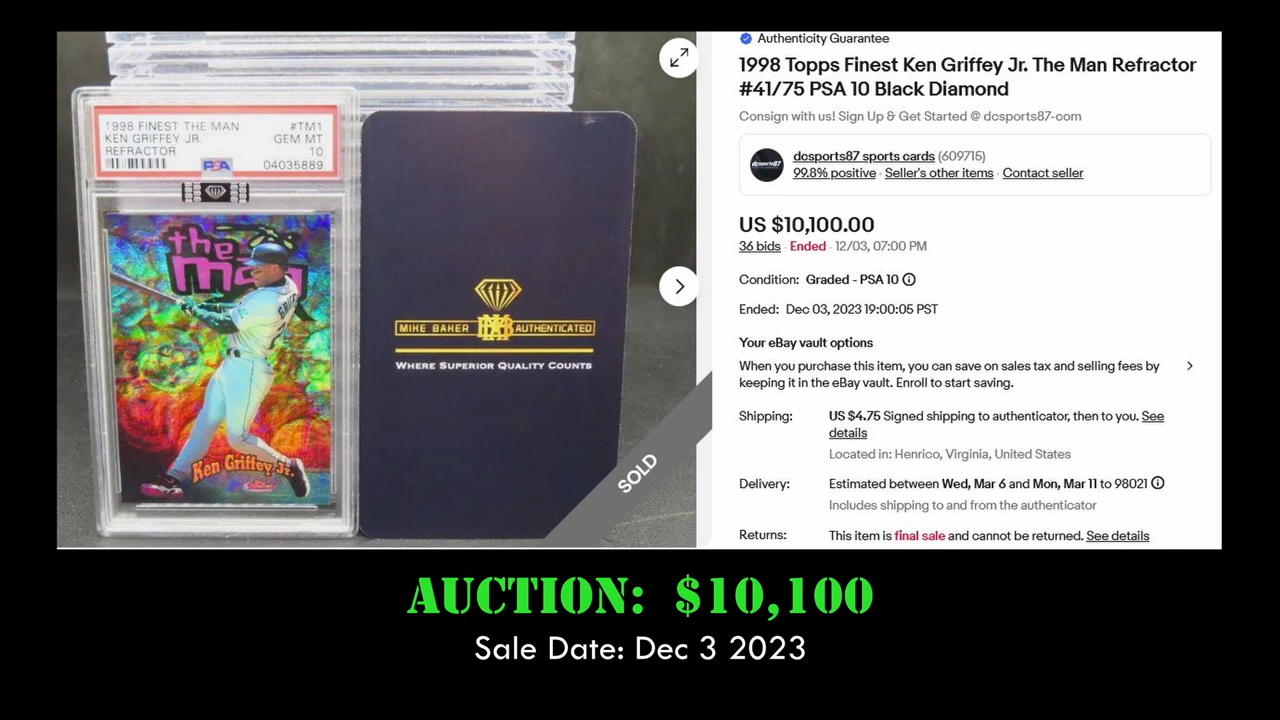 Authenticity Guarantee
1998 Topps Finest Ken Griffey Jr. The Man Refractor
#41/75 PSA 10 Black Diamond
Consign with us! Sign Up & Get Started @ dcsports87-com
dcsports87
dcsports87 sports cards (609715)
99.8% positive · Seller's other items · Contact seller
US $10,100.00
36 bids · Ended · 12/03, 07:00 PM
Condition: Graded - PSA 10
Ended: Dec 03, 2023 19:00:05 PST
Your eBay vault options
When you purchase this item, you can save on sales tax and selling fees by
keeping it in the eBay vault. Enroll to start saving.
Shipping: US $4.75 Signed shipping to authenticator, then to you. See
details
Located in: Henrico, Virginia, United States
Delivery: Estimated between Wed, Mar 6 and Mon, Mar 11 to 98021
Includes shipping to and from the authenticator
Returns: This item is final sale and cannot be returned. See details
1998 FINEST THE MAN #TM1
KEN GRIFFEY JR. GEM MT
REFRACTOR 10
PSA 04035889
the
man
Ken Griffey Jr.
MIKE BAKER MBA AUTHENTICATED
WHERE SUPERIOR QUALITY COUNTS
SOLD
AUCTION: $10,100
Sale Date: Dec 3 2023